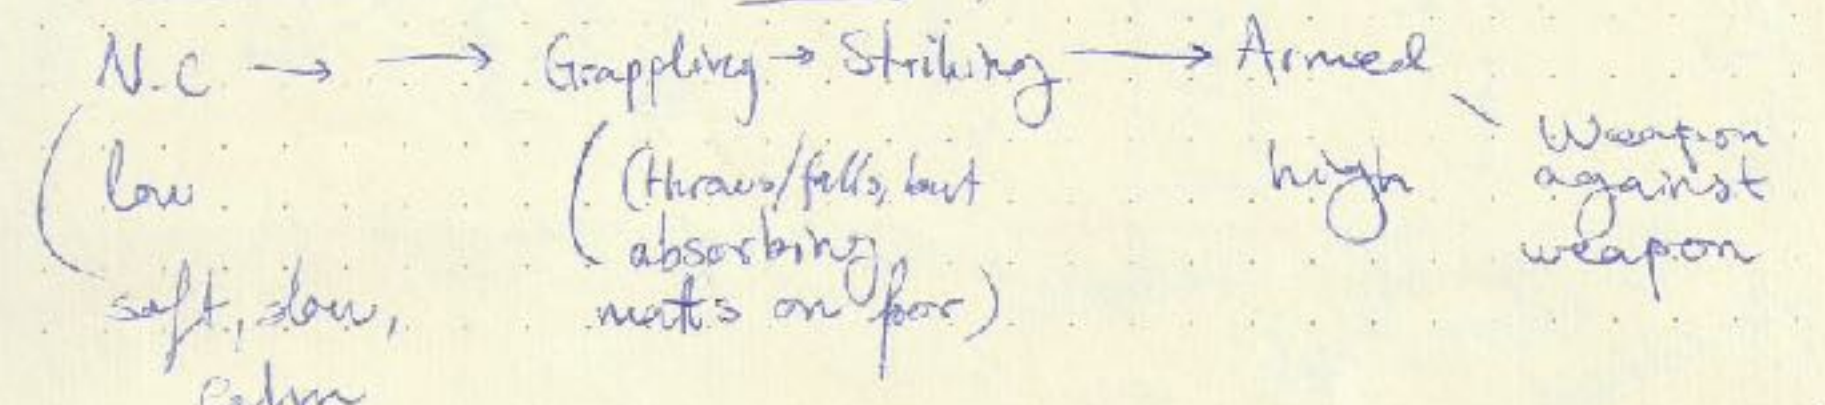 N.C → → Grappling → Striking → Armed
low
soft, slow,
calm
(throws/falls, but
absorbing
mats on floor)
high
Weapon
against
weapon